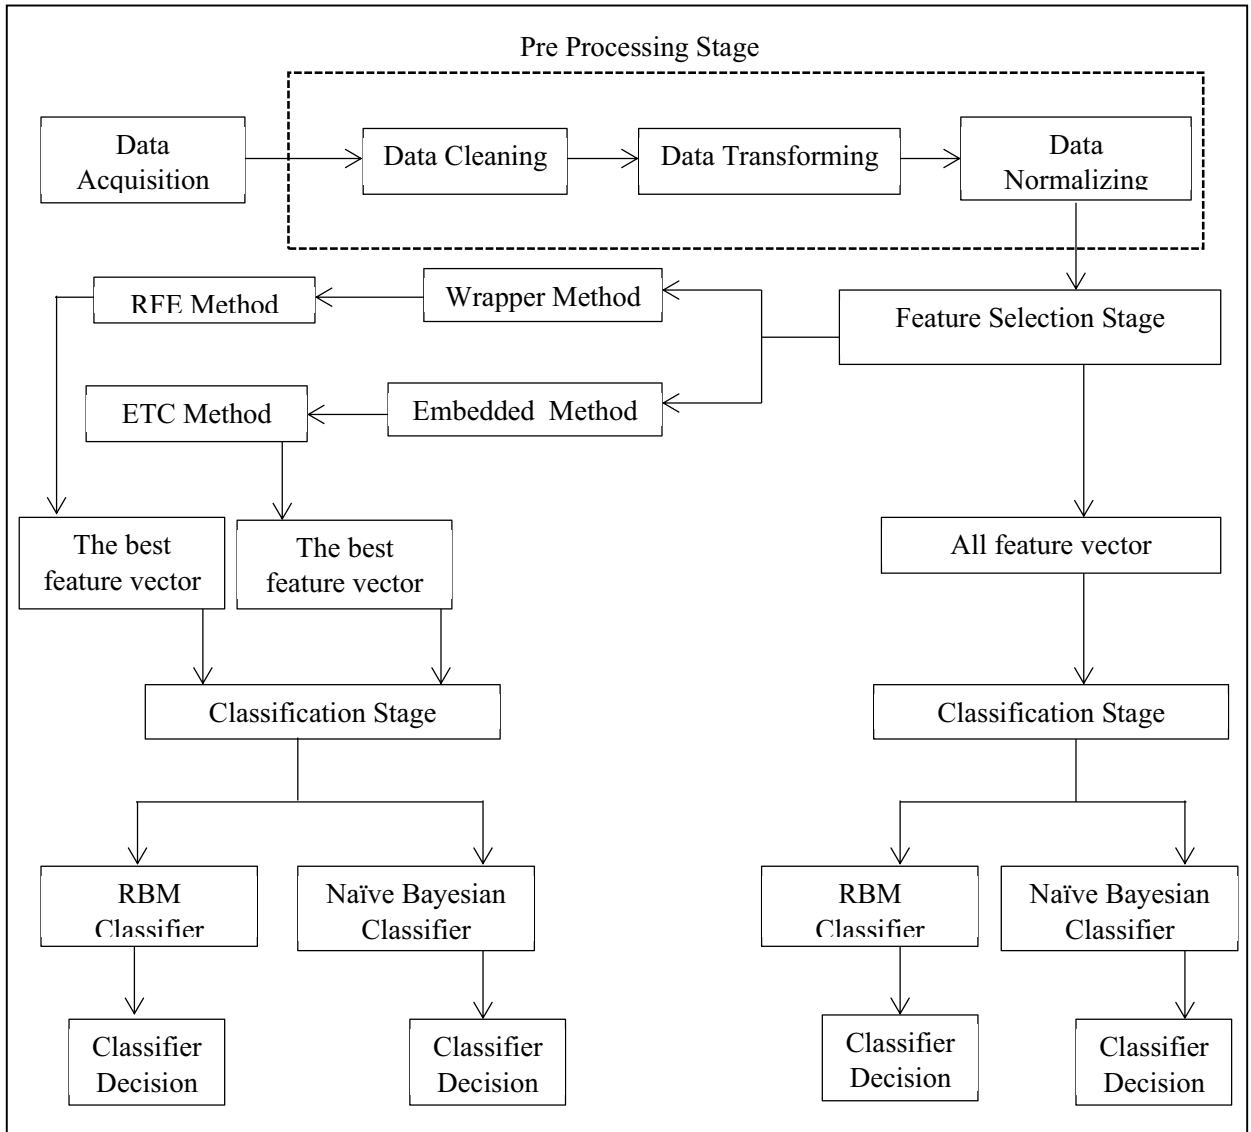 Pre Processing Stage
Data
Acquisition
Data Cleaning
Data Transforming
Data
Normalizing
RFE Method
Wrapper Method
Feature Selection Stage
ETC Method
Embedded  Method
The best
feature vector
The best
feature vector
All feature vector
Classification Stage
Classification Stage
RBM
Classifier
Naïve Bayesian
Classifier
RBM
Classifier
Naïve Bayesian
Classifier
Classifier
Decision
Classifier
Decision
Classifier
Decision
Classifier
Decision